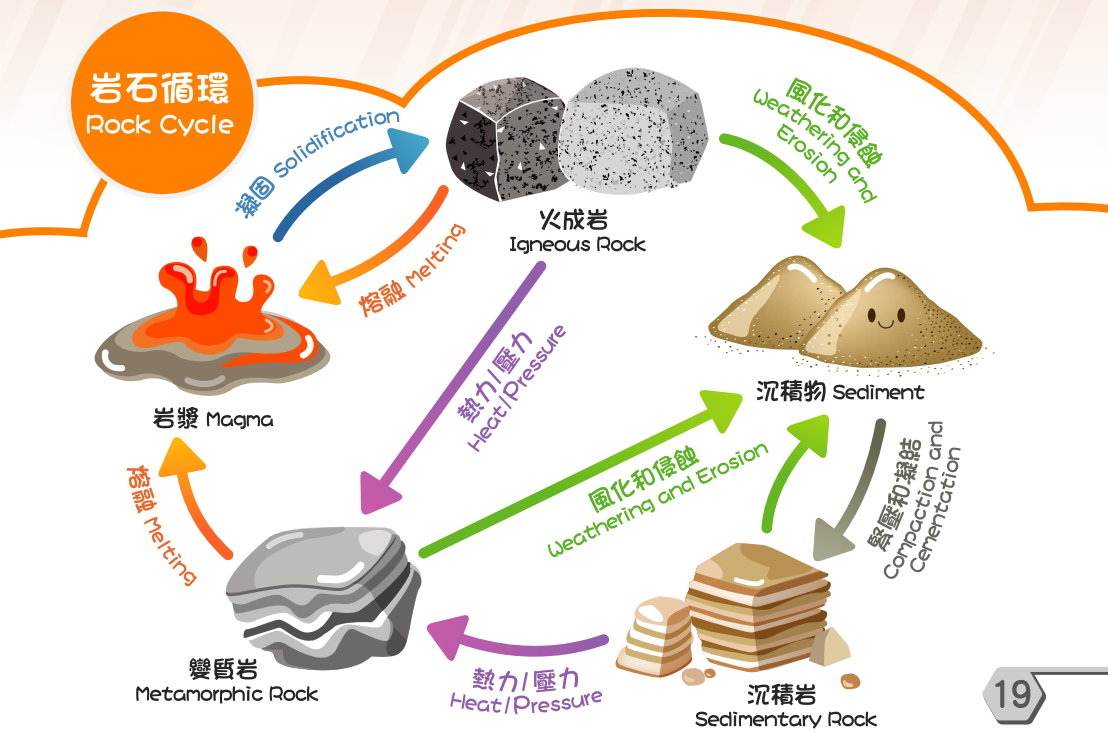 岩石循環
Rock Cycle
凝固 Solidification
風化和侵蝕
Weathering and
Erosion
火成岩
Igneous Rock
熔融 Melting
熱力/壓力
Heat/Pressure
岩漿 Magma
沉積物 Sediment
熔融 Melting
風化和侵蝕
Weathering and Erosion
緊壓和凝結
Compaction and
Cementation
變質岩
Metamorphic Rock
熱力/壓力
Heat/Pressure
沉積岩
Sedimentary Rock
19